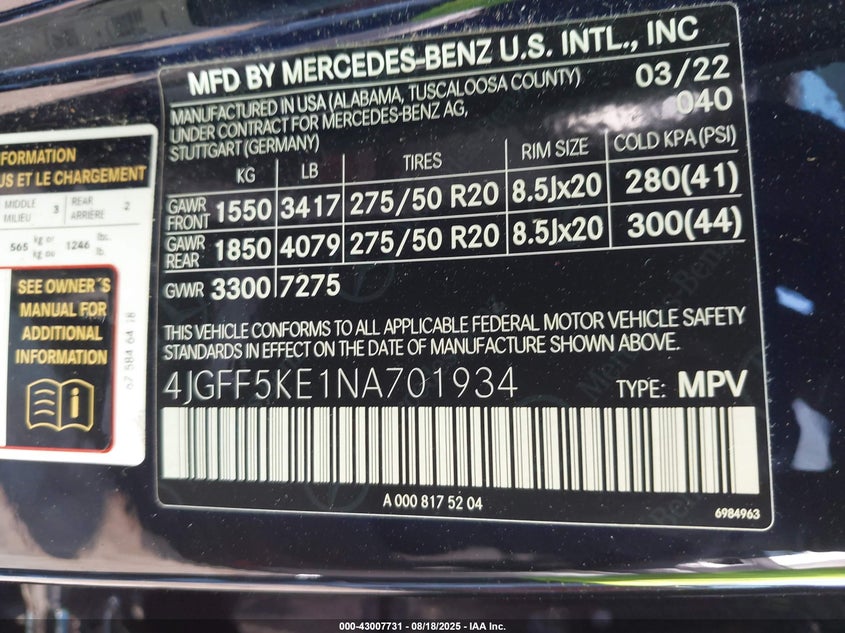 MFD BY MERCEDES-BENZ U.S. INTL., INC
03/22
MANUFACTURED IN USA (ALABAMA, TUSCALOOSA COUNTY)
UNDER CONTRACT FOR MERCEDES-BENZ AG,
040
STUTTGART (GERMANY)
KG LB TIRES RIM SIZE COLD KPA (PSI)
GAWR FRONT 1550 3417 275/50 R20 8.5Jx20 280(41)
GAWR REAR 1850 4079 275/50 R20 8.5Jx20 300(44)
GVWR 3300 7275
THIS VEHICLE CONFORMS TO ALL APPLICABLE FEDERAL MOTOR VEHICLE SAFETY
STANDARDS IN EFFECT ON THE DATE OF MANUFACTURE SHOWN ABOVE.
4JGFF5KE1NA701934 TYPE: MPV
A 000 817 52 04
6984963
FORMATION
US ET LE CHARGEMENT
MIDDLE 3 REAR 2
MILIEU ARRIÈRE
565 kg or 1246 lbs.
kg ou lb.
SEE OWNER´S
MANUAL FOR
ADDITIONAL
INFORMATION
000-43007731 - 08/18/2025 - IAA Inc.